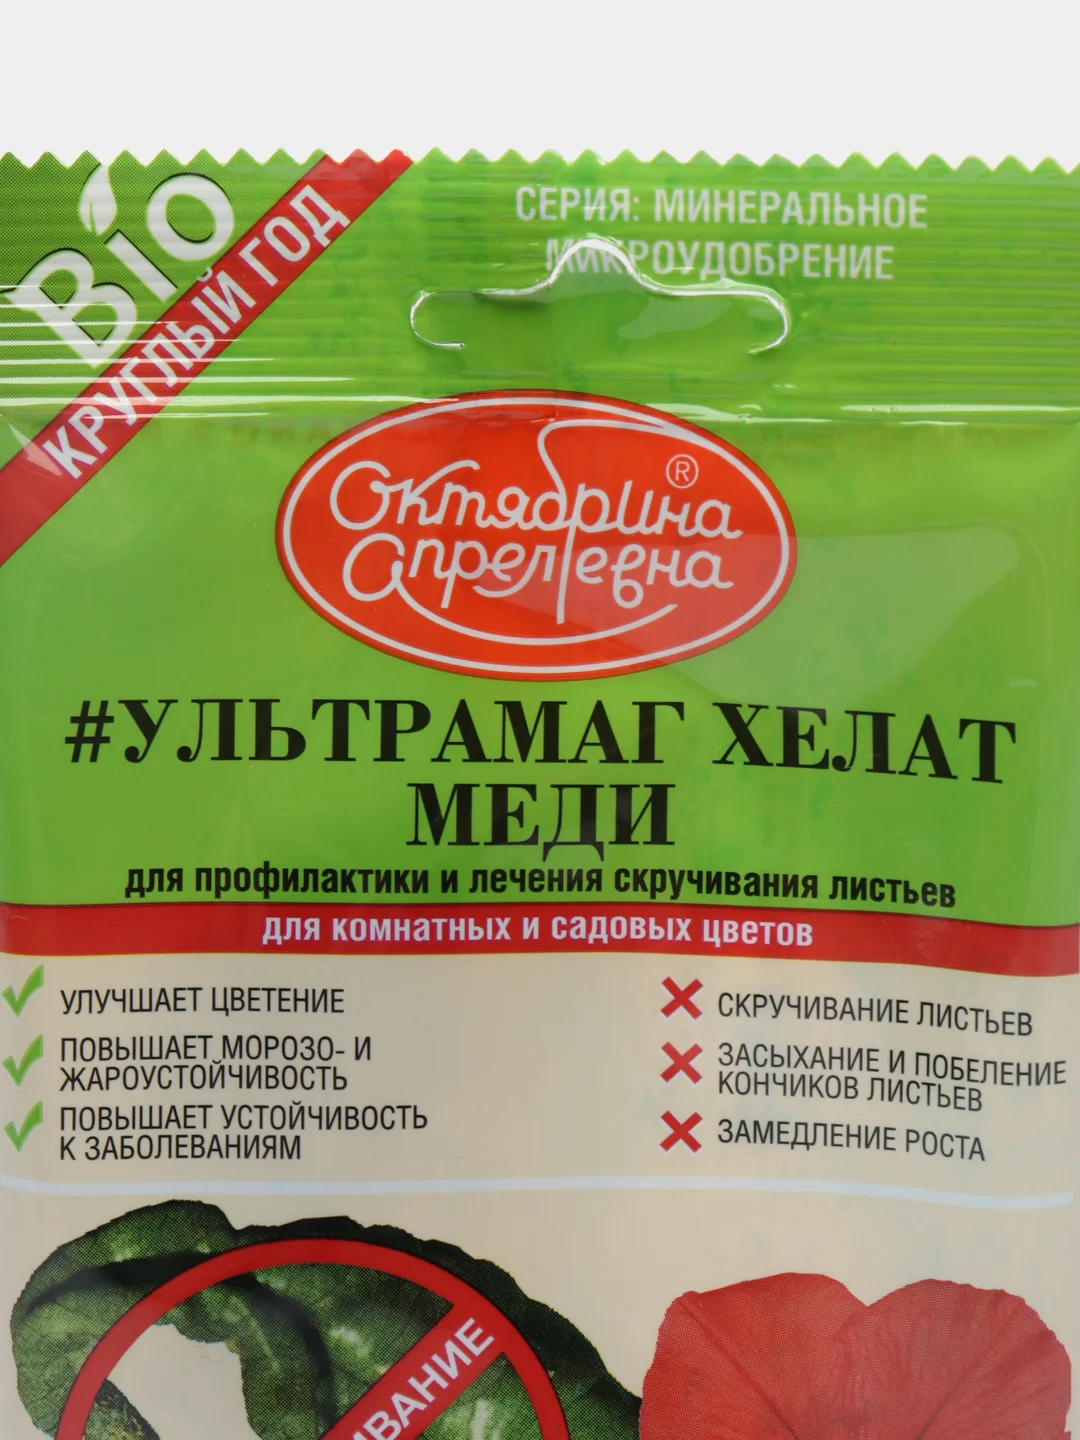 Bio
КРУГЛЫЙ ГОД
СЕРИЯ: МИНЕРАЛЬНОЕ
МИКРОУДОБРЕНИЕ
Октябрина ®
Апрелевна
#УЛЬТРАМАГ ХЕЛАТ
МЕДИ
для профилактики и лечения скручивания листьев
для комнатных и садовых цветов
УЛУЧШАЕТ ЦВЕТЕНИЕ
ПОВЫШАЕТ МОРОЗО- И
ЖАРОУСТОЙЧИВОСТЬ
ПОВЫШАЕТ УСТОЙЧИВОСТЬ
К ЗАБОЛЕВАНИЯМ
СКРУЧИВАНИЕ ЛИСТЬЕВ
ЗАСЫХАНИЕ И ПОБЕЛЕНИЕ
КОНЧИКОВ ЛИСТЬЕВ
ЗАМЕДЛЕНИЕ РОСТА
ИВАНИЕ